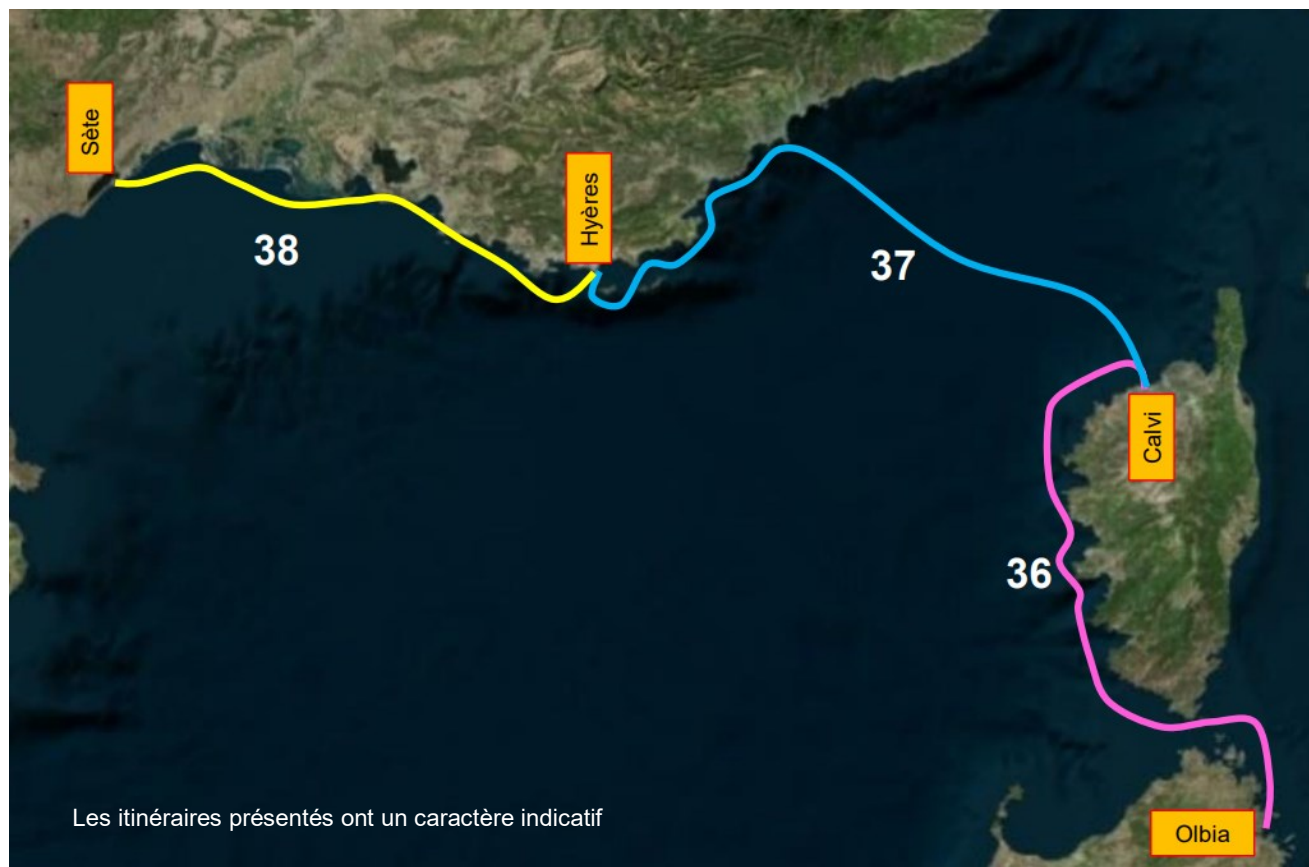 Sète
Hyères
38
37
Calvi
36
Les itinéraires présentés ont un caractère indicatif
Olbia